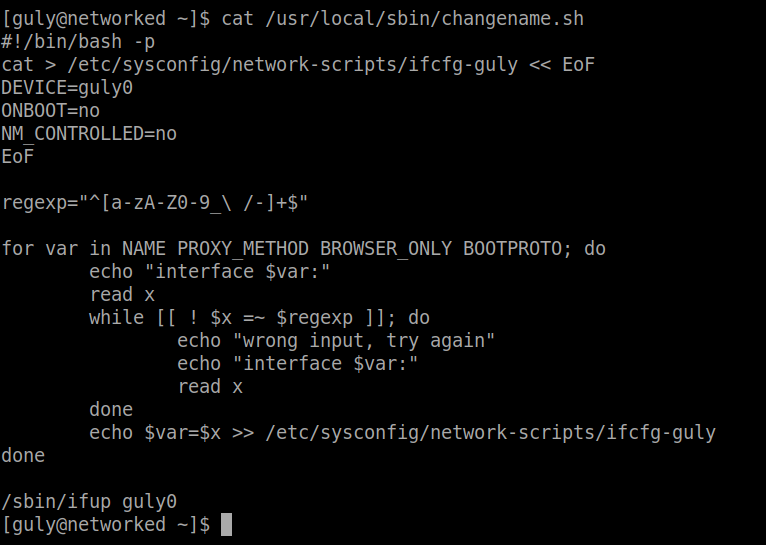 [guly@networked ~]$ cat /usr/local/sbin/changename.sh
#!/bin/bash -p
cat > /etc/sysconfig/network-scripts/ifcfg-guly << EoF
DEVICE=guly0
ONBOOT=no
NM_CONTROLLED=no
EoF

regexp="^[a-zA-Z0-9_\ /-]+$"

for var in NAME PROXY_METHOD BROWSER_ONLY BOOTPROTO; do
        echo "interface $var:"
        read x
        while [[ ! $x =~ $regexp ]]; do
                echo "wrong input, try again"
                echo "interface $var:"
                read x
        done
        echo $var=$x >> /etc/sysconfig/network-scripts/ifcfg-guly
done

/sbin/ifup guly0
[guly@networked ~]$